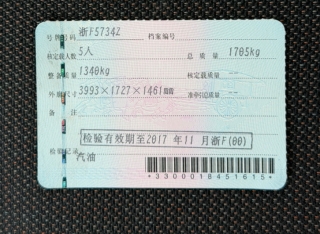 号牌号码 浙F5734Z 档案编号
核定载人数 5人 总质量 1705kg
整备质量 1340kg 核定载质量 --
外廓尺寸 3993×1727×1461 准牵引总质量 --
备注
检验有效期至2017 年11 月浙F(00)
检验记录
汽油
*3300018451615*